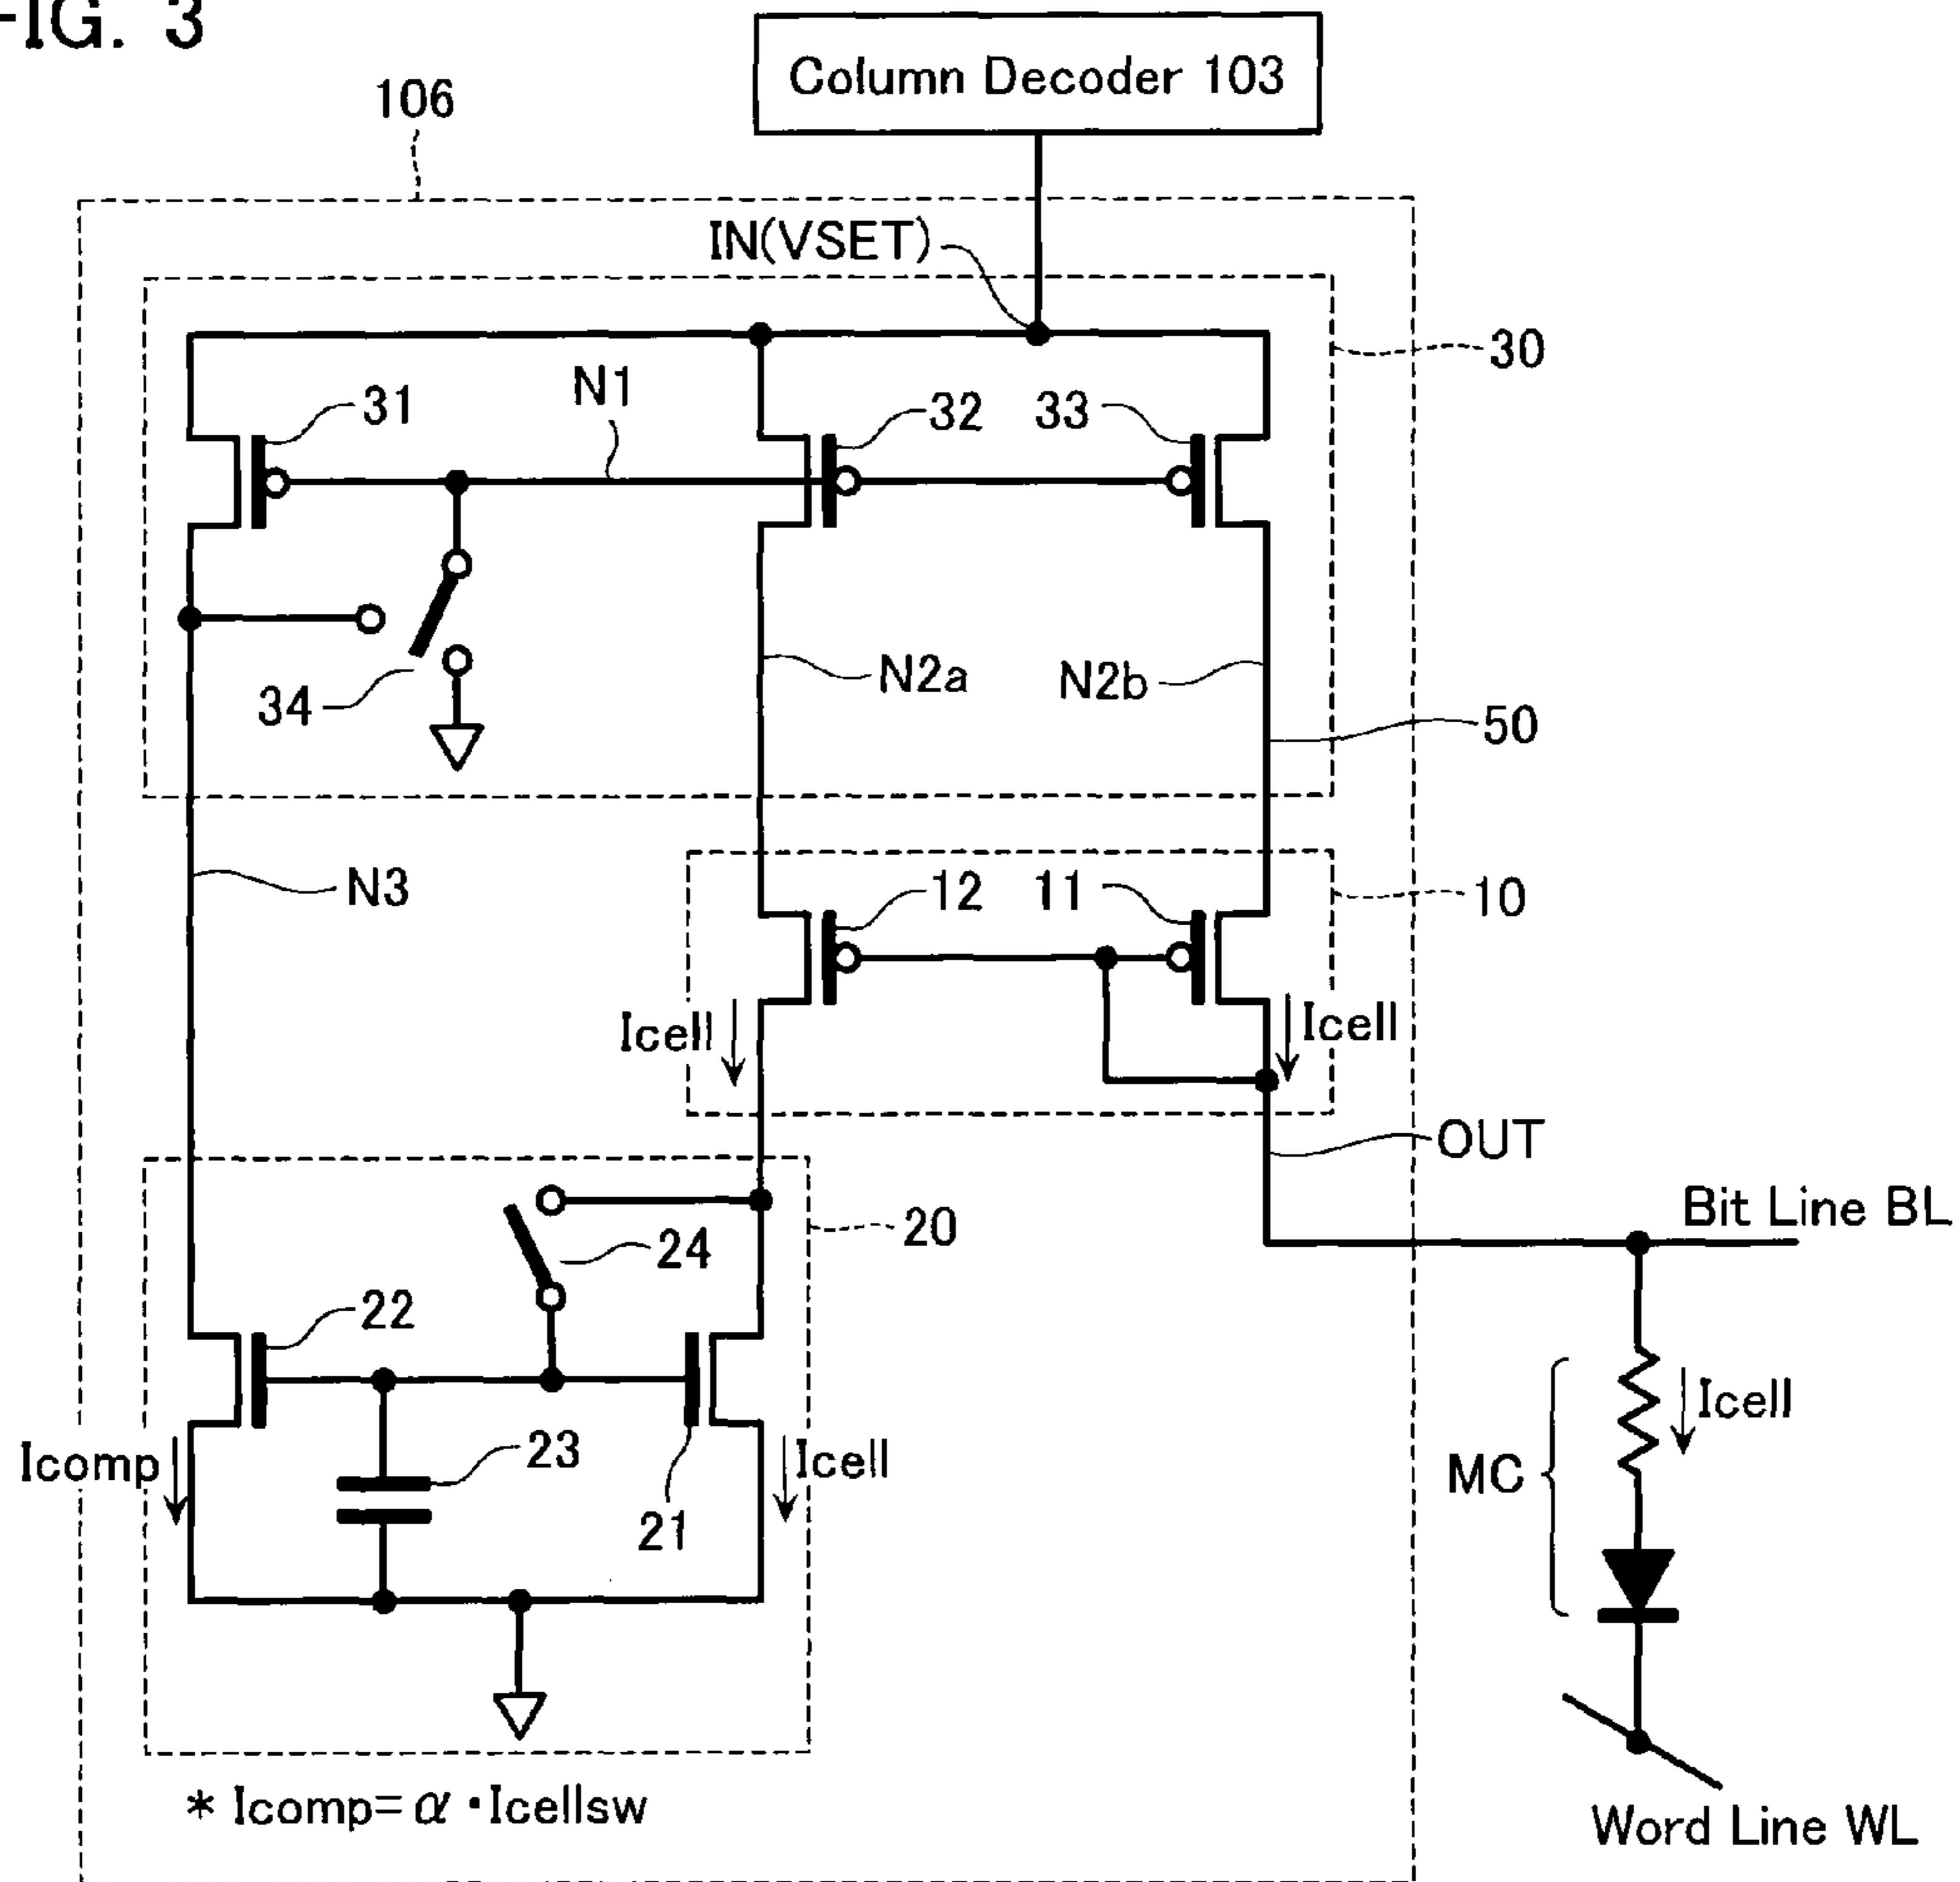 FIG. 3
Column Decoder 103
106
IN(VSET)
30
31
N1
32
33
34
N2a
N2b
50
N3
12
11
10
Icell
Icell
OUT
Bit Line BL
20
24
22
Icomp
23
21
Icell
MC
Icell
* Icomp=α・Icellsw
Word Line WL